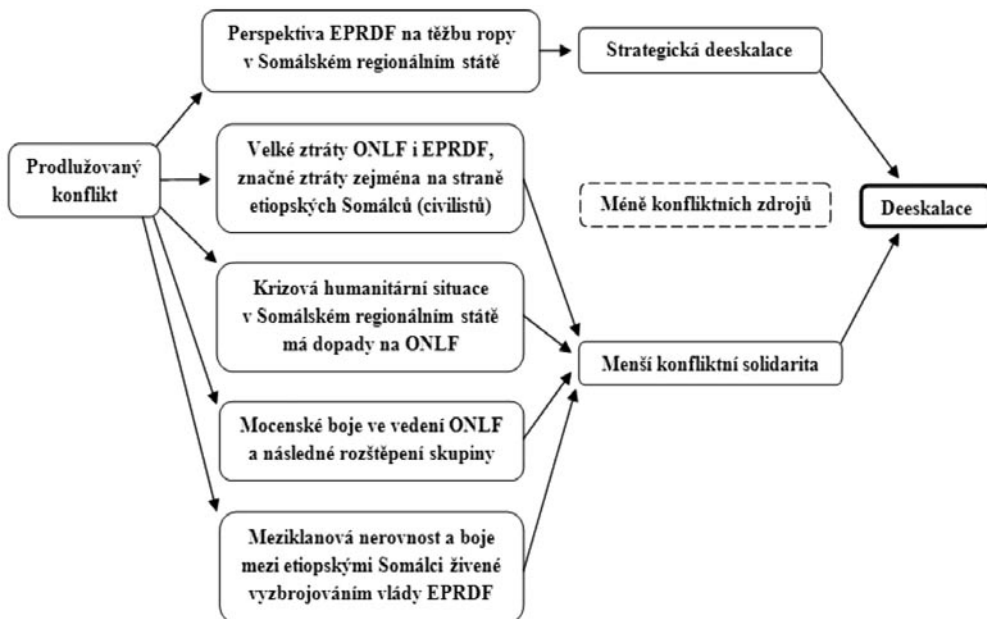 Perspektiva EPRDF na těžbu ropy
v Somálském regionálním státě
Strategická deeskalace
Prodlužovaný
konflikt
Velké ztráty ONLF i EPRDF,
značné ztráty zejména na straně
etiopských Somálců (civilistů)
Méně konfliktních zdrojů
Deeskalace
Krizová humanitární situace
v Somálském regionálním státě
má dopady na ONLF
Menší konfliktní solidarita
Mocenské boje ve vedení ONLF
a následné rozštěpení skupiny
Meziklanová nerovnost a boje
mezi etiopskými Somálci živené
vyzbrojováním vlády EPRDF